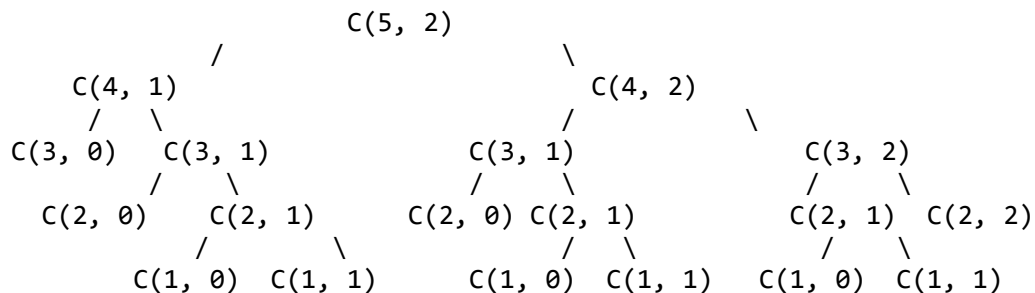 C(5, 2)
/ \
C(4, 1) C(4, 2)
/ \ / \
C(3, 0) C(3, 1) C(3, 1) C(3, 2)
/ \ / \ / \
C(2, 0) C(2, 1) C(2, 0) C(2, 1) C(2, 1) C(2, 2)
/ \ / \ / \
C(1, 0) C(1, 1) C(1, 0) C(1, 1) C(1, 0) C(1, 1)